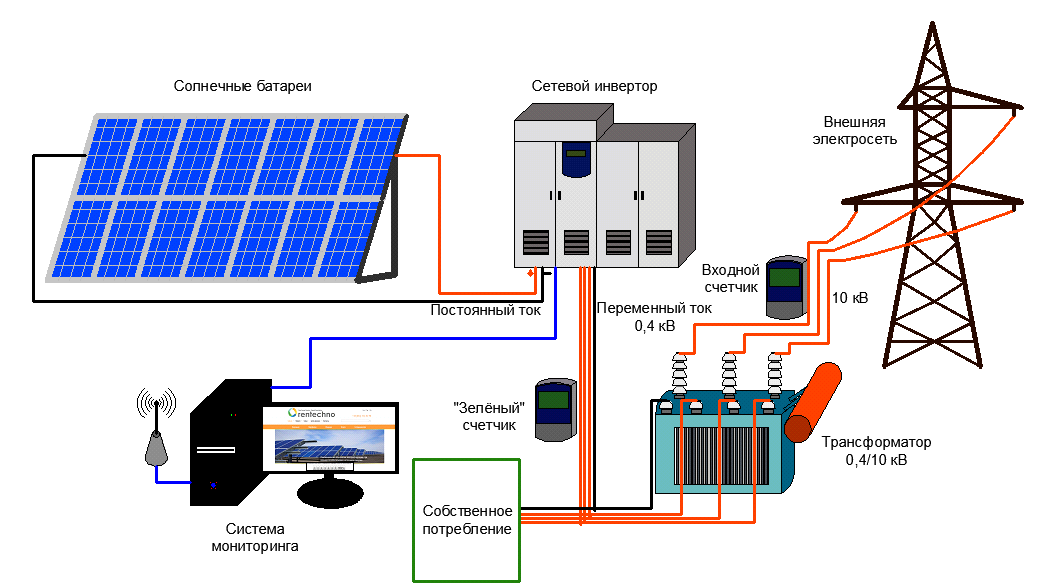 Солнечные батареи
Сетевой инвертор
Внешняя
электросеть
Входной
счетчик
10 кВ
Постоянный ток
Переменный ток
0,4 кВ
"Зелёный"
счетчик
rentechno
Трансформатор
0,4/10 кВ
Собственное
потребление
Система
мониторинга